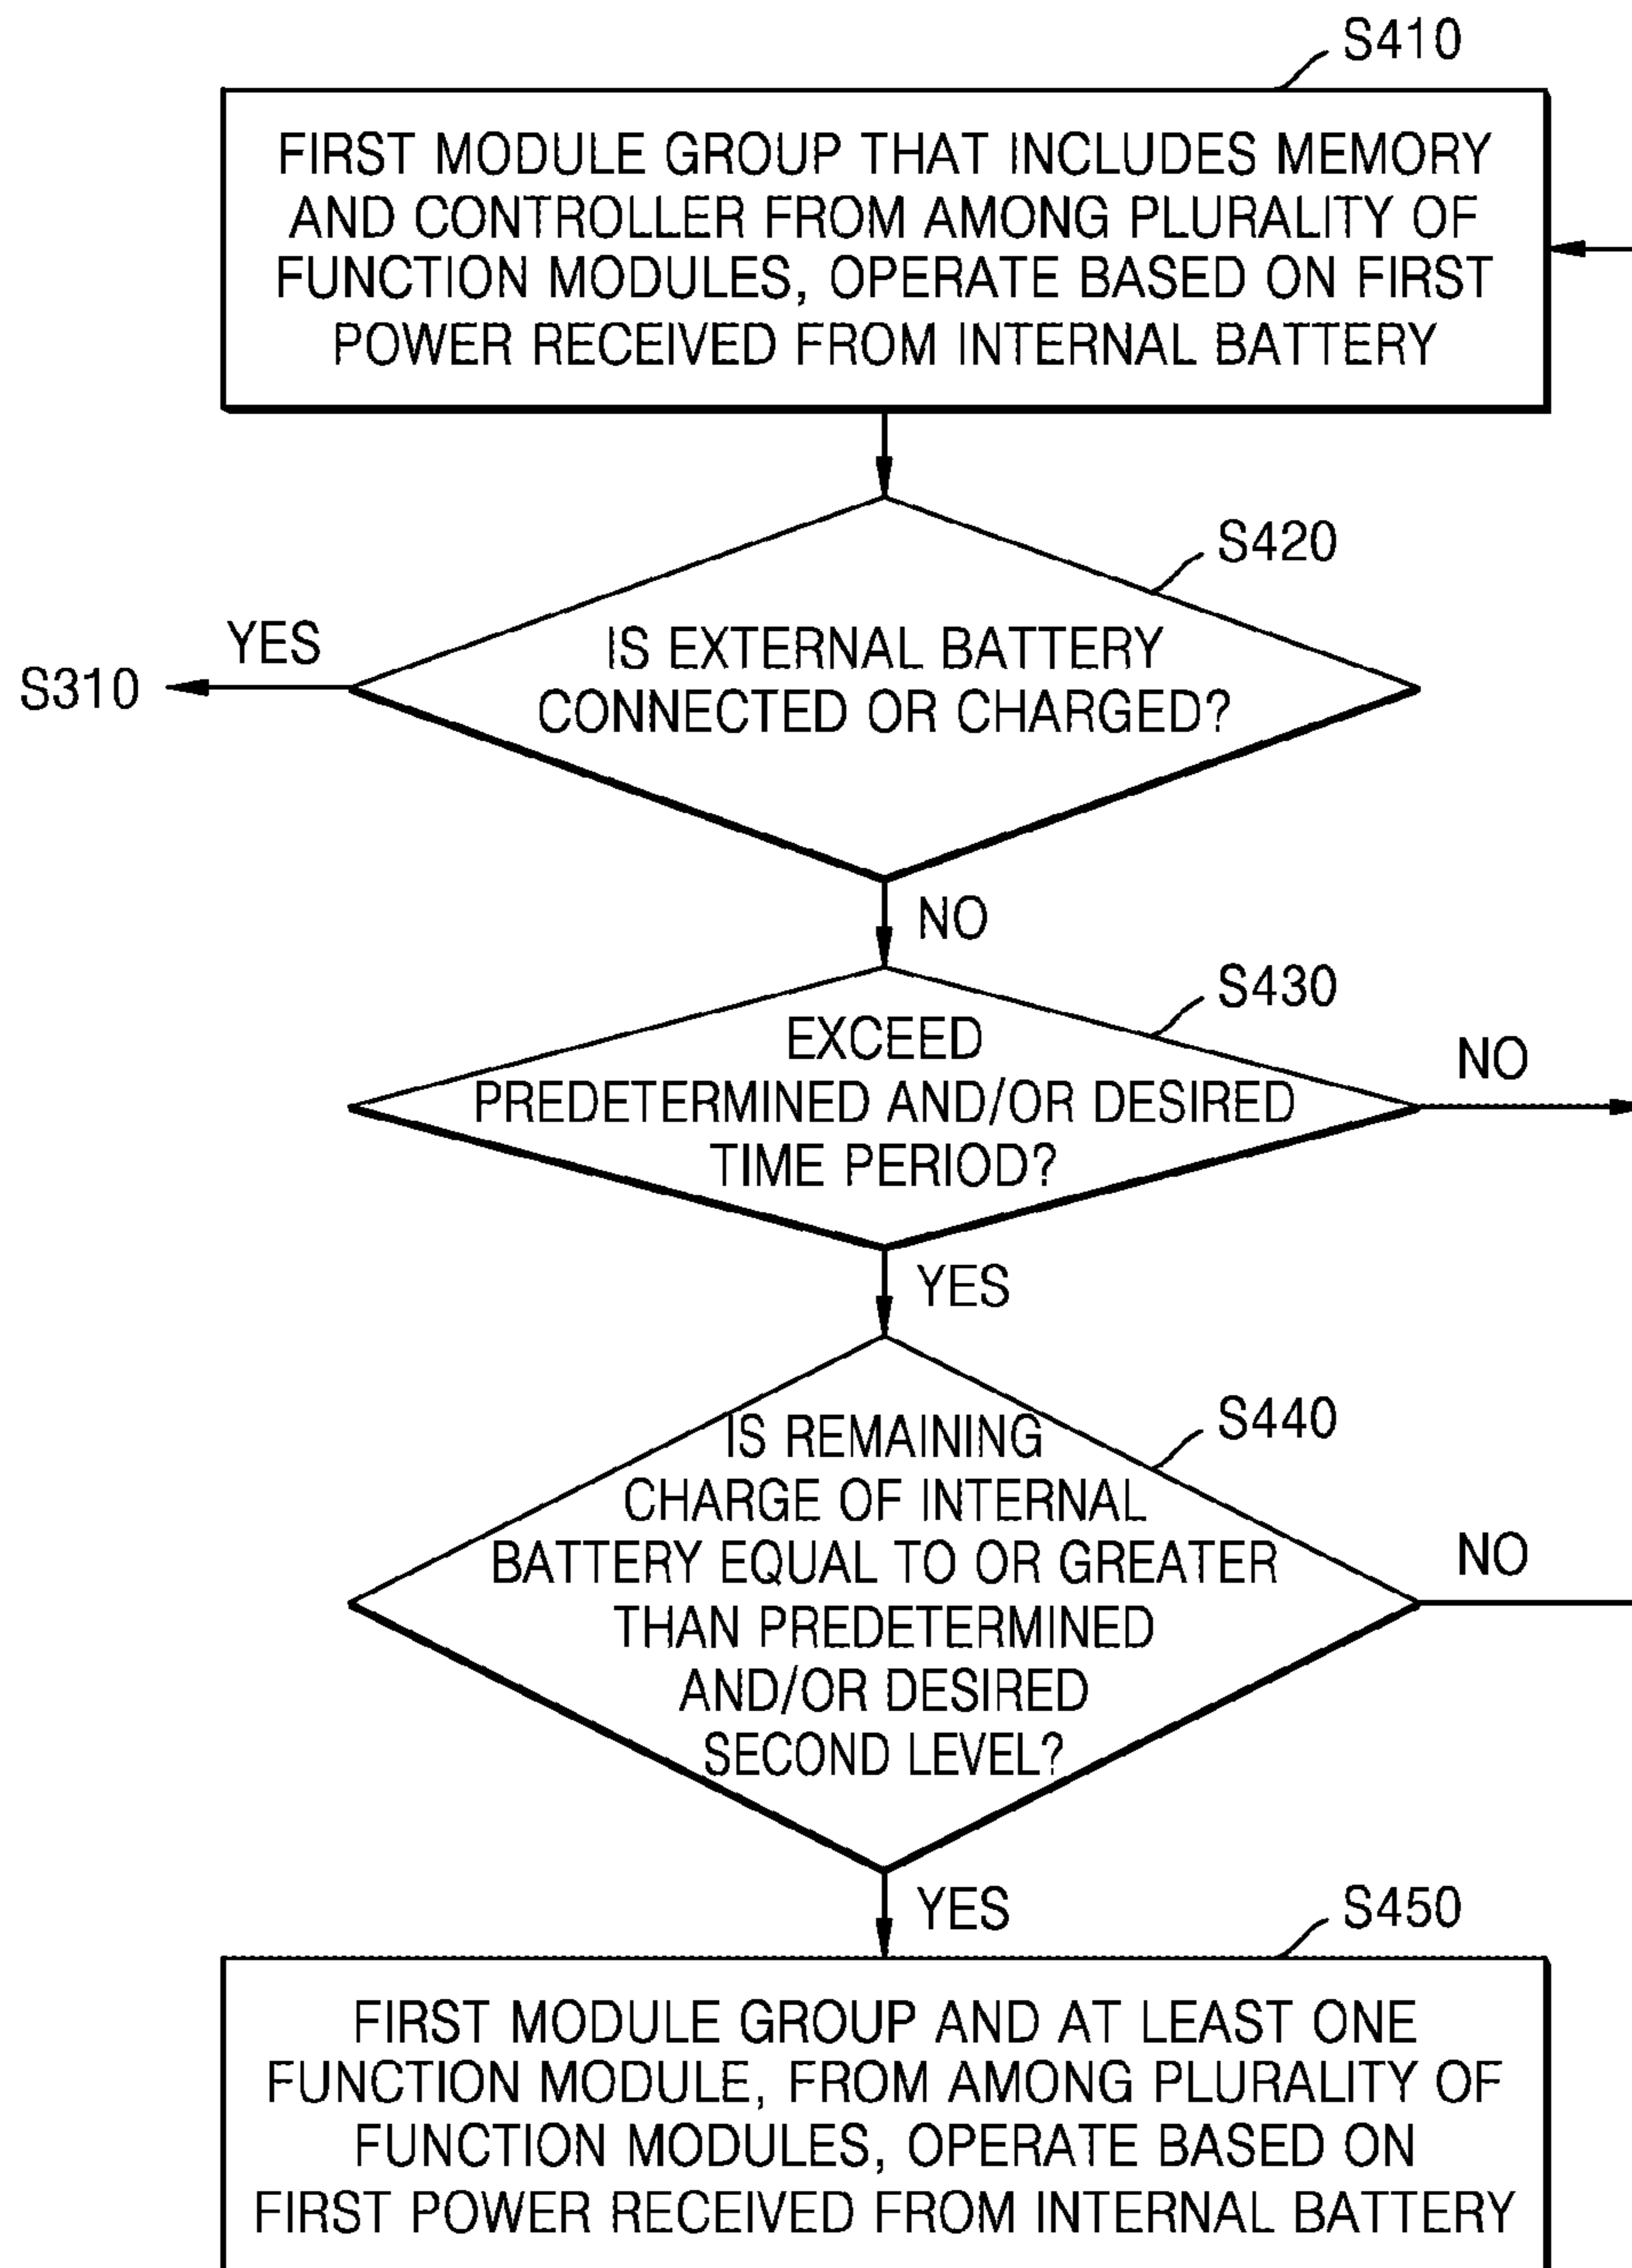 S410
FIRST MODULE GROUP THAT INCLUDES MEMORY
AND CONTROLLER FROM AMONG PLURALITY OF
FUNCTION MODULES, OPERATE BASED ON FIRST
POWER RECEIVED FROM INTERNAL BATTERY
S420
YES
S310
IS EXTERNAL BATTERY
CONNECTED OR CHARGED?
NO
S430
EXCEED
PREDETERMINED AND/OR DESIRED
TIME PERIOD?
NO
YES
S440
IS REMAINING
CHARGE OF INTERNAL
BATTERY EQUAL TO OR GREATER
THAN PREDETERMINED
AND/OR DESIRED
SECOND LEVEL?
NO
YES
S450
FIRST MODULE GROUP AND AT LEAST ONE
FUNCTION MODULE, FROM AMONG PLURALITY OF
FUNCTION MODULES, OPERATE BASED ON
FIRST POWER RECEIVED FROM INTERNAL BATTERY